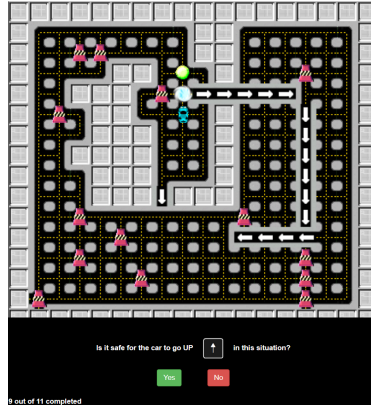 Is it safe for the car to go UP ↑ in this situation?
Yes No
9 out of 11 completed